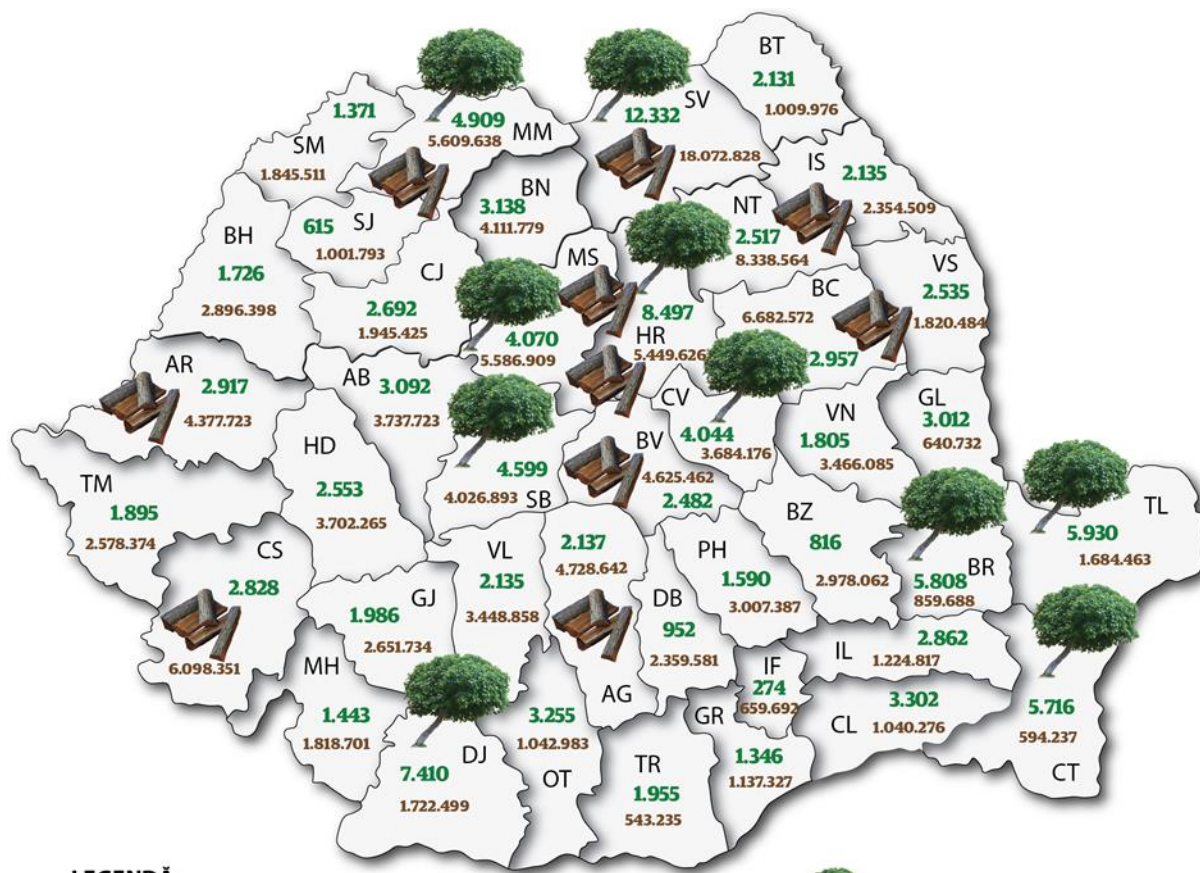 BT
2.131
1.009.976
SV
12.332
18.072.828
4.909
5.609.638
MM
1.371
SM
1.845.511
IS
2.135
2.354.509
BN
3.138
4.111.779
NT
2.517
8.338.564
615
SJ
1.001.793
BH
1.726
2.896.398
CJ
2.692
1.945.425
MS
4.070
5.586.909
8.497
HR
5.449.626
BC
6.682.572
2.957
VS
2.535
1.820.484
AR
2.917
4.377.723
AB
3.092
3.737.723
HD
2.553
3.702.265
4.599
4.026.893
SB
CV
4.044
3.684.176
BV
4.625.462
2.482
VN
1.805
3.466.085
GL
3.012
640.732
TM
1.895
2.578.374
CS
2.828
6.098.351
VL
2.135
3.448.858
2.137
4.728.642
AG
PH
1.590
3.007.387
BZ
816
2.978.062
TL
5.930
1.684.463
BR
5.808
859.688
GJ
1.986
2.651.734
DB
952
2.359.581
MH
1.443
1.818.701
IF
274
659.692
IL
2.862
1.224.817
CL
3.302
1.040.276
5.716
594.237
CT
DJ
7.410
1.722.499
3.255
1.042.983
OT
TR
1.955
543.235
GR
1.346
1.137.327
LEGENDĂ